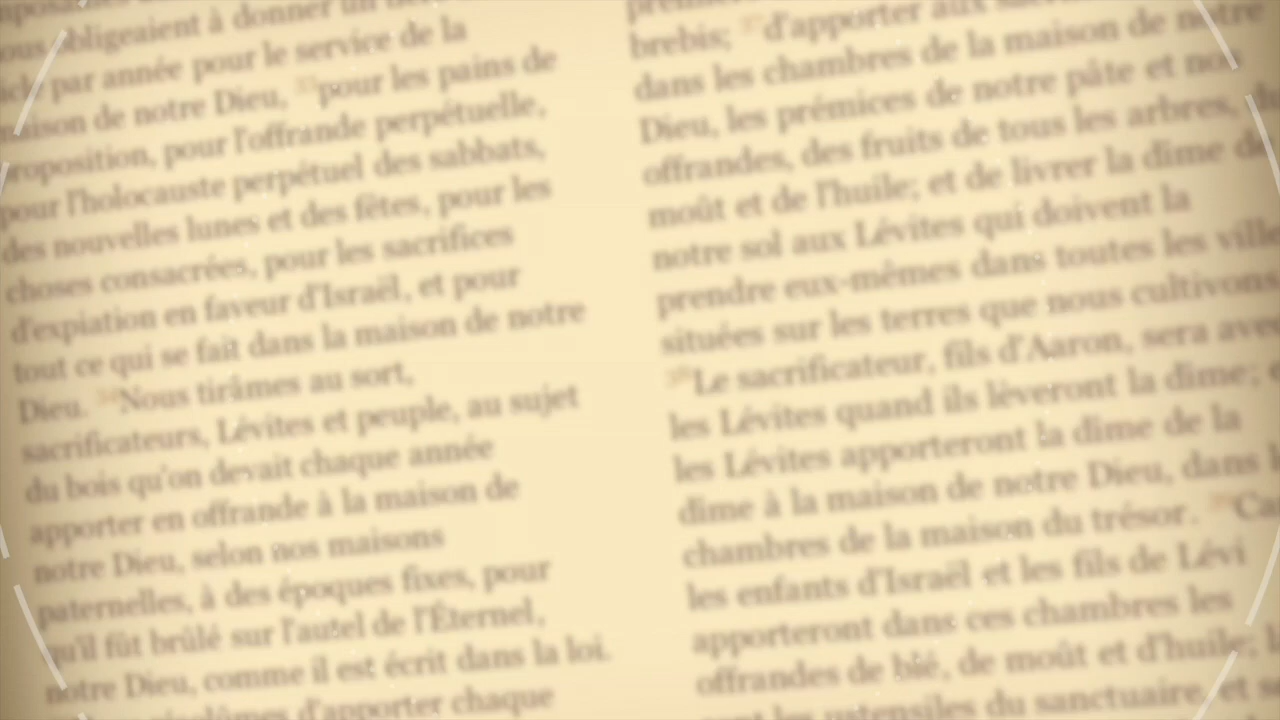 obligeaient à donner un
par année pour le service de la
maison de notre Dieu, pour les pains de
proposition, pour l'offrande perpétuelle,
pour l'holocauste perpétuel des sabbats,
des nouvelles lunes et des fêtes, pour les
choses consacrées, pour les sacrifices
d'expiation en faveur d'Israël, et pour
tout ce qui se fait dans la maison de notre
Dieu. Nous tirâmes au sort,
sacrificateurs, Lévites et peuple, au sujet
du bois qu'on devait chaque année
apporter en offrande à la maison de
notre Dieu, selon nos maisons
paternelles, à des époques fixes, pour
qu'il fût brûlé sur l'autel de l'Éternel,
notre Dieu, comme il est écrit dans la loi.
d'apporter chaque
brebis; d'apporter aux
dans les chambres de la maison de notre
Dieu, les prémices de notre pâte et nos
offrandes, des fruits de tous les arbres,
moût et de l'huile; et de livrer la dîme de
notre sol aux Lévites qui doivent la
prendre eux-mêmes dans toutes les ville
situées sur les terres que nous cultivons
Le sacrificateur, fils d'Aaron, sera avec
les Lévites quand ils lèveront la dîme; e
les Lévites apporteront la dîme de la
dîme à la maison de notre Dieu, dans l
chambres de la maison du trésor. Ca
les enfants d'Israël et les fils de Lévi
apporteront dans ces chambres les
offrandes de blé, de moût et d'huile; l
les ustensiles du sanctuaire, et s